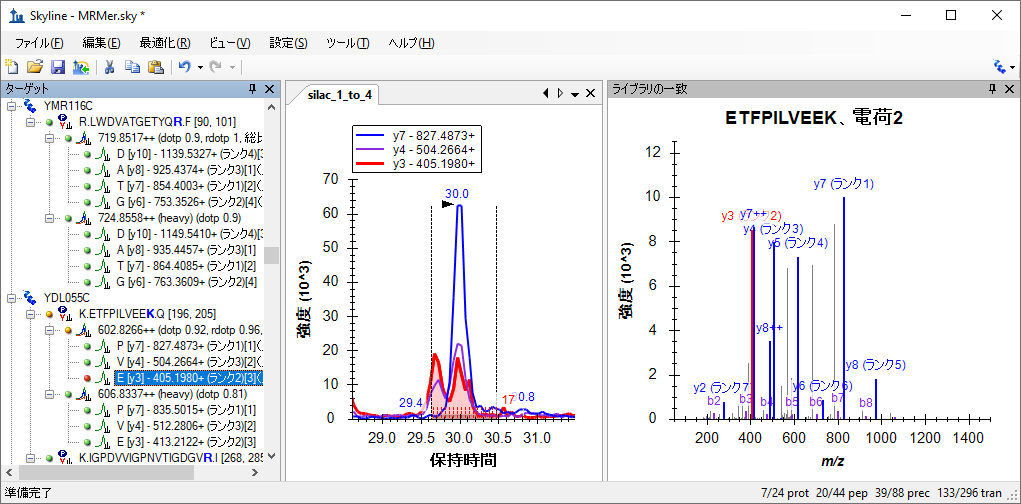 Skyline - MRMer.sky *
ファイル(F) 編集(E) 最適化(R) ビュー(V) 設定(S) ツール(T) ヘルプ(H)
ターゲット
YMR116C
R.LWDVATGETYQR.F [90, 101]
719.8517++ (dotp 0.9, rdotp 1, 総比
D [y10] - 1139.5327+ (ランク4)[3
A [y8] - 925.4374+ (ランク3)[1]
T [y7] - 854.4003+ (ランク1)[2]
G [y6] - 753.3526+ (ランク2)[4]
724.8558++ (heavy) (dotp 0.9)
D [y10] - 1149.5410+ (ランク4)[3
A [y8] - 935.4457+ (ランク3)[1]
T [y7] - 864.4085+ (ランク1)[2]
G [y6] - 763.3609+ (ランク2)[4]
YDL055C
K.ETFPILVEEK.Q [196, 205]
602.8266++ (dotp 0.92, rdotp 0.96,
P [y7] - 827.4873+ (ランク1)[1]
V [y4] - 504.2664+ (ランク3)[2]
E [y3] - 405.1980+ (ランク2)[3]
606.8337++ (heavy) (dotp 0.81)
P [y7] - 835.5015+ (ランク1)[1]
V [y4] - 512.2806+ (ランク3)[2]
E [y3] - 413.2122+ (ランク2)[3]
K.IGPDVVIGPNVTIGDGVR.I [268, 285
silac_1_to_4
y7 - 827.4873+
y4 - 504.2664+
y3 - 405.1980+
強度 (10^3)
70
60
50
40
30
20
10
0
30.0
29.4
17
30.8
29.0 29.5 30.0 30.5 31.0
保持時間
ライブラリの一致
ETFPILVEEK、電荷2
強度 (10^3)
12
10
8
6
4
2
0
y7 (ランク1)
y3 (ランク2)
y7++
y4 (ランク3)
y5 (ランク4)
y8++
y8 (ランク5)
y2 (ランク7)
y6 (ランク6)
b2 b3 b4 b5 b6 b7 b8
200 400 600 800 1000 1200 1400
m/z
準備完了
7/24 prot 20/44 pep 39/88 prec 133/296 tran